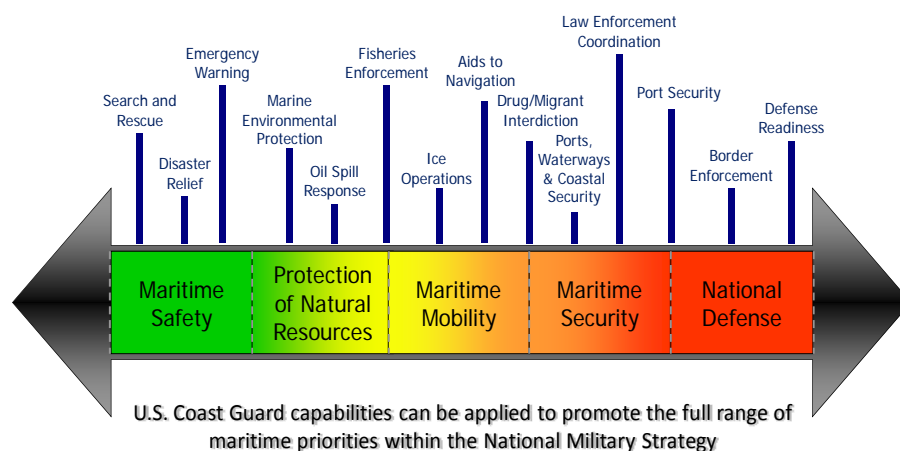 Search and
Rescue
Disaster
Relief
Emergency
Warning
Marine
Environmental
Protection
Oil Spill
Response
Fisheries
Enforcement
Ice
Operations
Aids to
Navigation
Drug/Migrant
Interdiction
Ports,
Waterways
& Coastal
Security
Law Enforcement
Coordination
Port Security
Border
Enforcement
Defense
Readiness
Maritime
Safety
Protection
of Natural
Resources
Maritime
Mobility
Maritime
Security
National
Defense
U.S. Coast Guard capabilities can be applied to promote the full range of
maritime priorities within the National Military Strategy